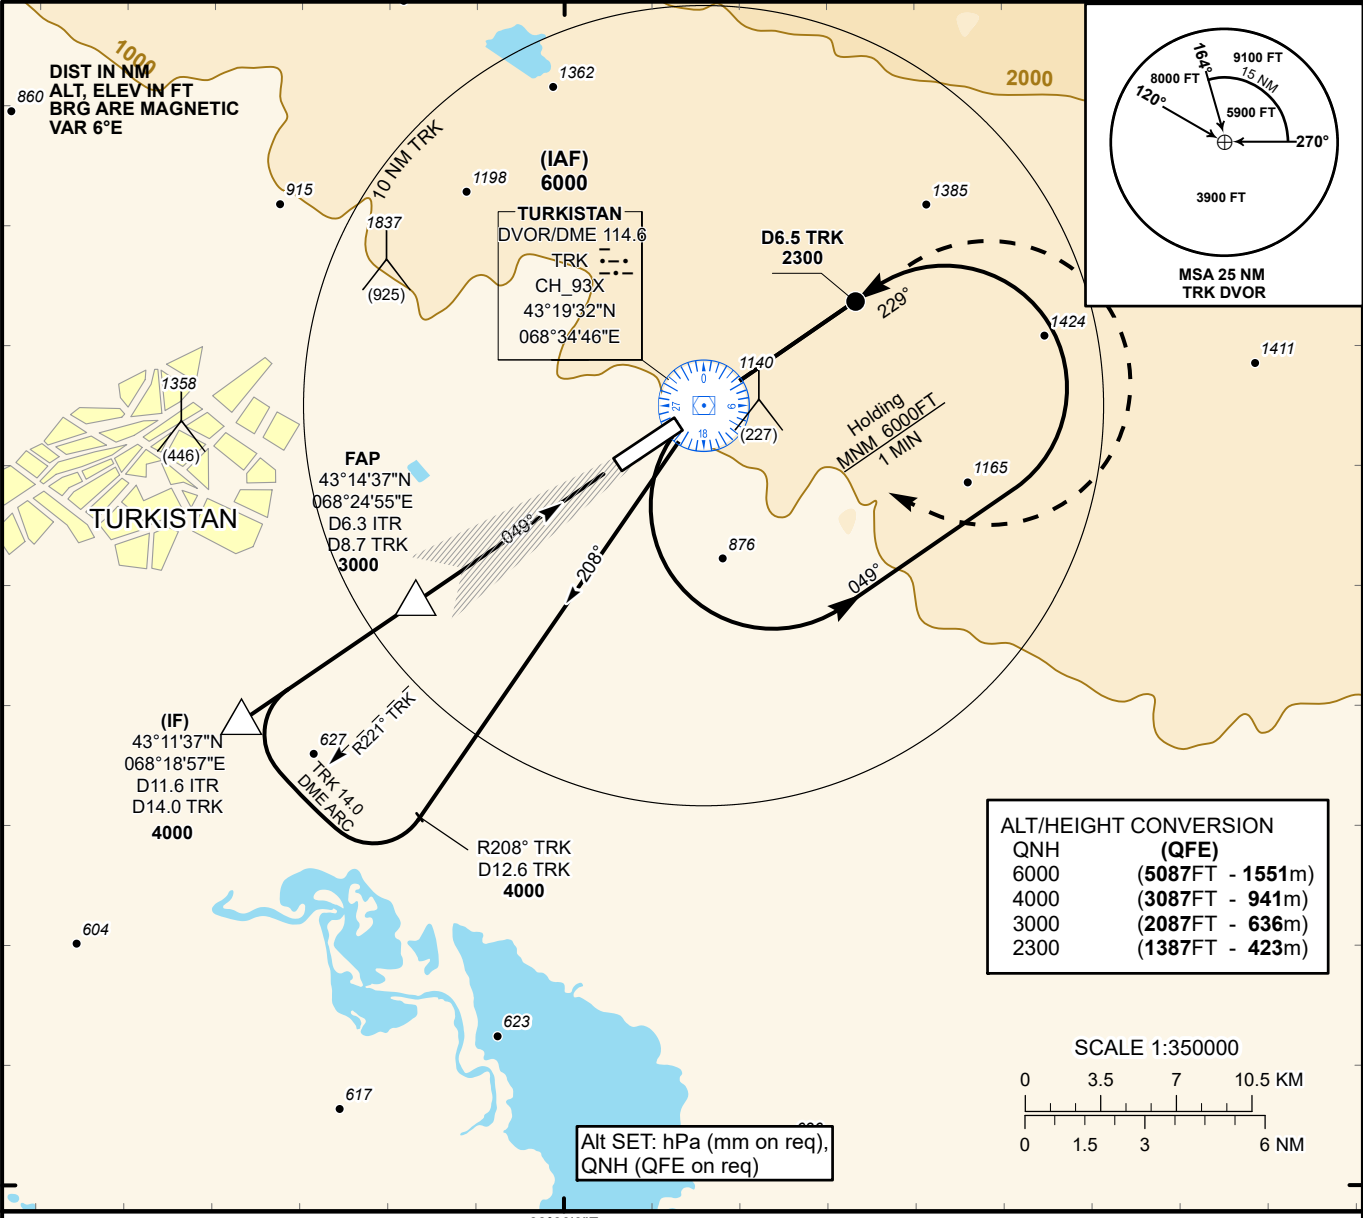 1000
DIST IN NM
ALT, ELEV IN FT
BRG ARE MAGNETIC
VAR 6°E
860
915
10 NM TRK
1837
(925)
1198
1362
(IAF)
6000
TURKISTAN
DVOR/DME 114.6
TRK
CH_93X
43°19'32"N
068°34'46"E
D6.5 TRK
2300
1385
2000
164°
9100 FT
15 NM
8000 FT
120°
5900 FT
270°
3900 FT
MSA 25 NM
TRK DVOR
229°
1424
1411
1140
(227)
0
9
18
27
Holding
MNM 6000FT
1 MIN
1165
876
049°
1358
(446)
TURKISTAN
FAP
43°14'37"N
068°24'55"E
D6.3 ITR
D8.7 TRK
3000
049°
208°
(IF)
43°11'37"N
068°18'57"E
D11.6 ITR
D14.0 TRK
4000
627
R221° TRK
TRK 14.0
DME ARC
R208° TRK
D12.6 TRK
4000
604
623
617
ALT/HEIGHT CONVERSION
QNH (QFE)
6000 (5087FT - 1551m)
4000 (3087FT - 941m)
3000 (2087FT - 636m)
2300 (1387FT - 423m)
SCALE 1:350000
0 3.5 7 10.5 KM
0 1.5 3 6 NM
Alt SET: hPa (mm on req),
QNH (QFE on req)